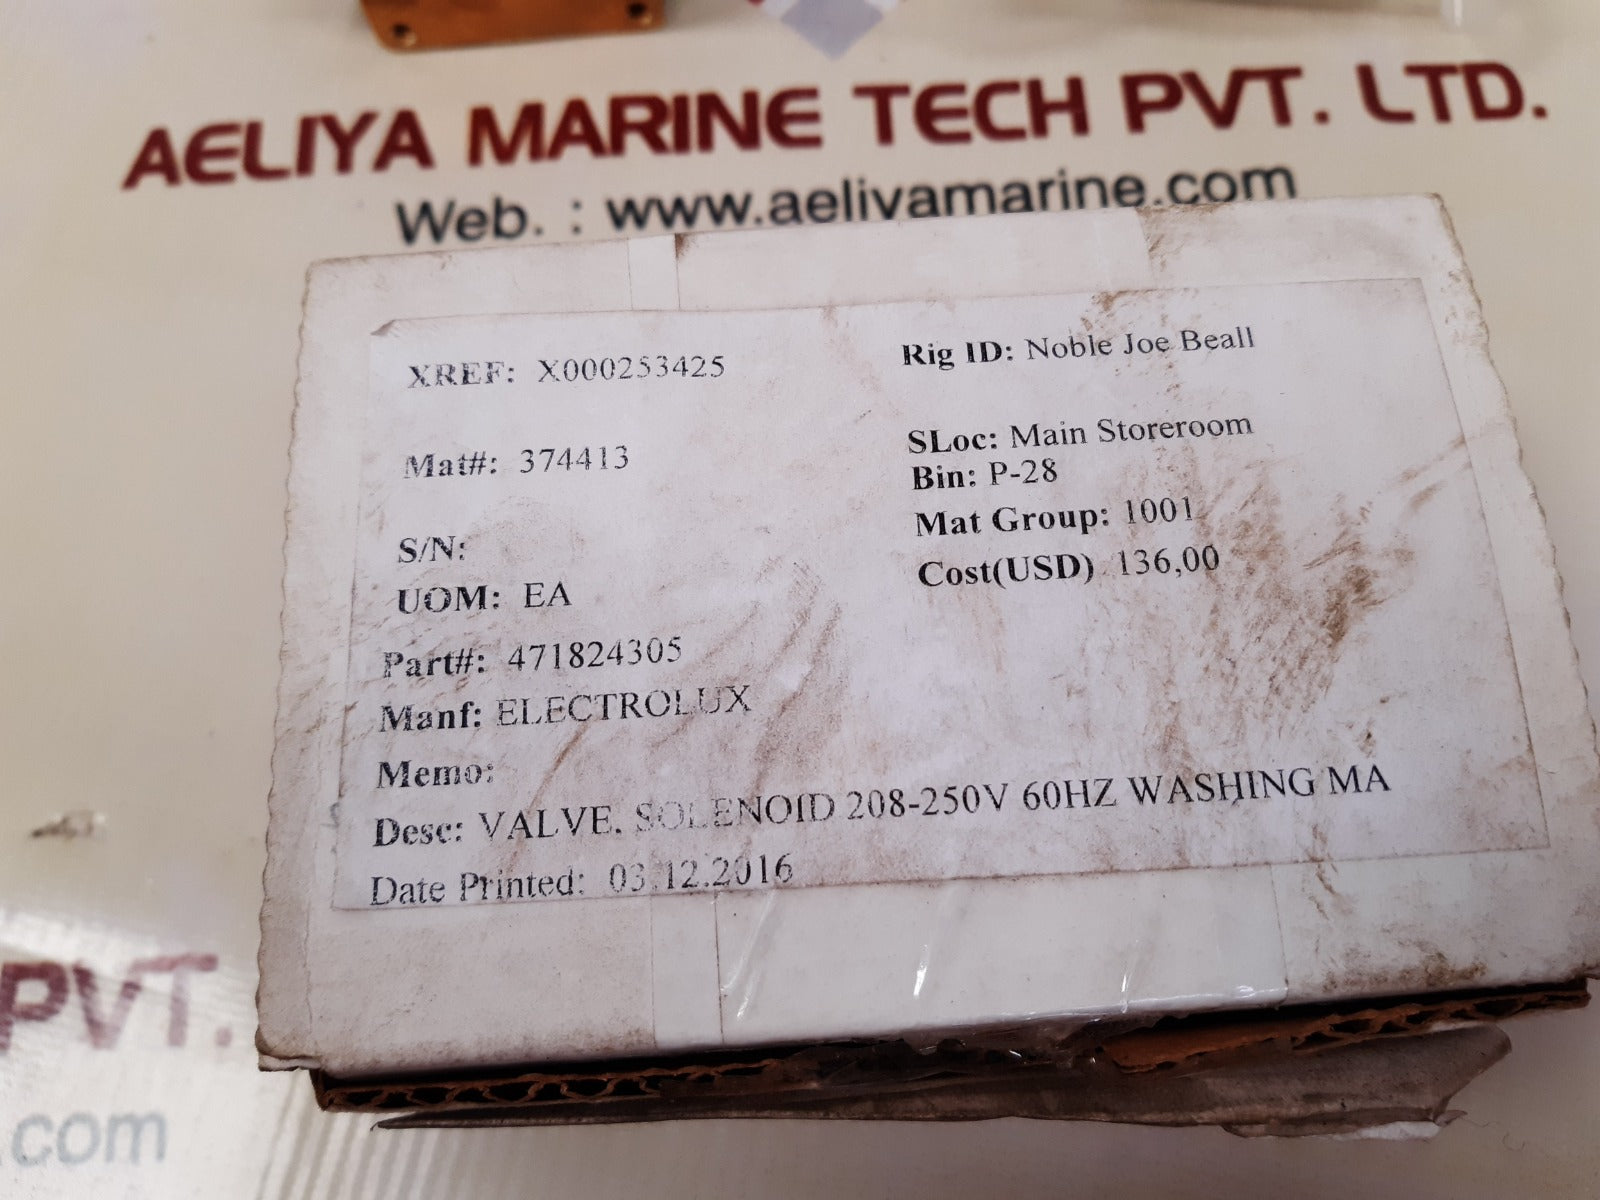 AELIYA MARINE TECH PVT. LTD.
Web. : www.aeliyamarine.com
XREF: X000253425
Rig ID: Noble Joe Beall
Mat#: 374413
SLoc: Main Storeroom
Bin: P-28
S/N:
Mat Group: 1001
UOM: EA
Cost(USD) 136,00
Part#: 471824305
Manf: ELECTROLUX
Memo:
Desc: VALVE, SOLENOID 208-250V 60HZ WASHING MA
Date Printed: 03.12.2016
PVT.
.com